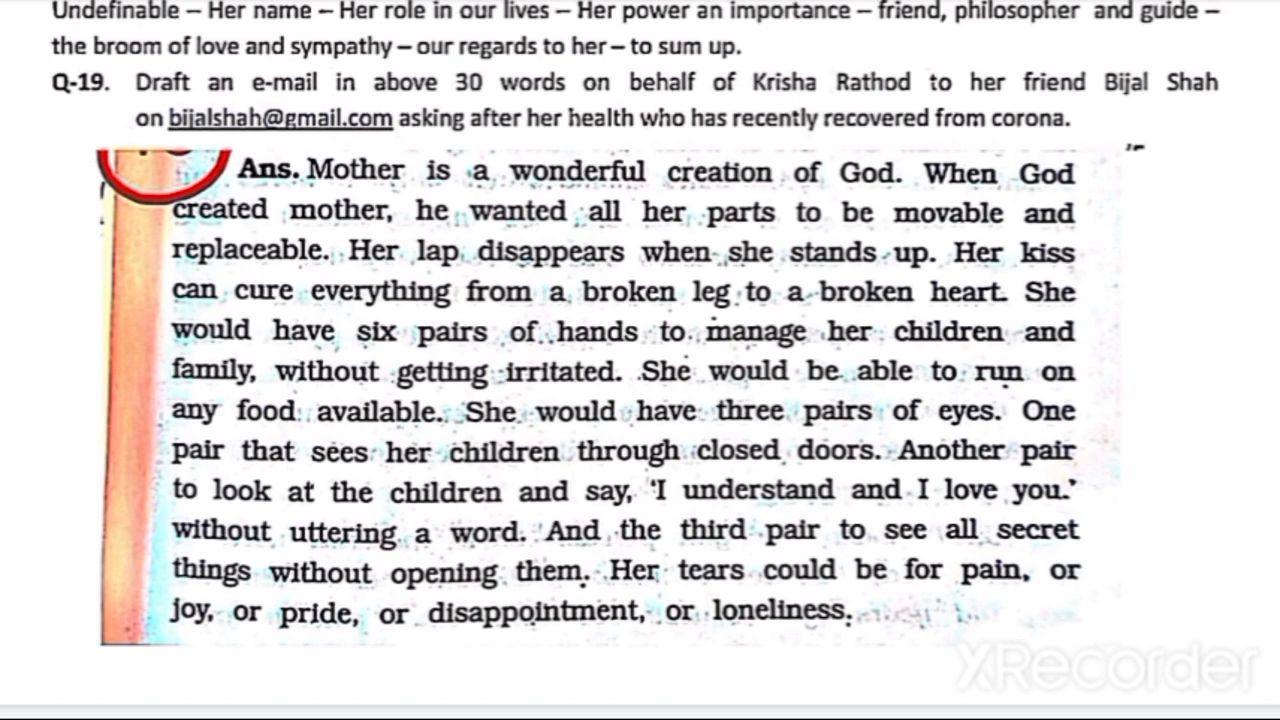 Undefinable – Her name – Her role in our lives – Her power an importance – friend, philosopher and guide –
the broom of love and sympathy – our regards to her – to sum up.
Q-19. Draft an e-mail in above 30 words on behalf of Krisha Rathod to her friend Bijal Shah
on bijalshah@gmail.com asking after her health who has recently recovered from corona.
Ans. Mother is a wonderful creation of God. When God
created mother, he wanted all her parts to be movable and
replaceable. Her lap disappears when she stands up. Her kiss
can cure everything from a broken leg to a broken heart. She
would have six pairs of hands to manage her children and
family, without getting irritated. She would be able to run on
any food available. She would have three pairs of eyes. One
pair that sees her children through closed doors. Another pair
to look at the children and say, 'I understand and I love you.'
without uttering a word. And the third pair to see all secret
things without opening them. Her tears could be for pain, or
joy, or pride, or disappointment, or loneliness.
XRecorder